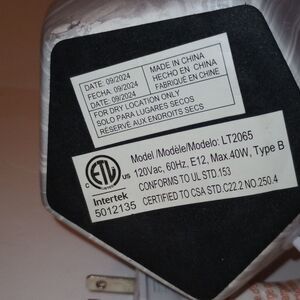 DATE: 09/2024
FECHA: 09/2024
DATE: 09/2024
MADE IN CHINA
HECHO EN CHINA
FABRIQUÉ EN CHINE
FOR DRY LOCATION ONLY
SOLO PARA LUGARES SECOS
RÉSERVÉ AUX ENDROITS SECS
Model /Modèle/Modelo: LT2065
120Vac, 60Hz, E12, Max.40W, Type B
CONFORMS TO UL STD.153
CERTIFIED TO CSA STD.C22.2 NO.250.4
ETL
C US
Intertek
5012135